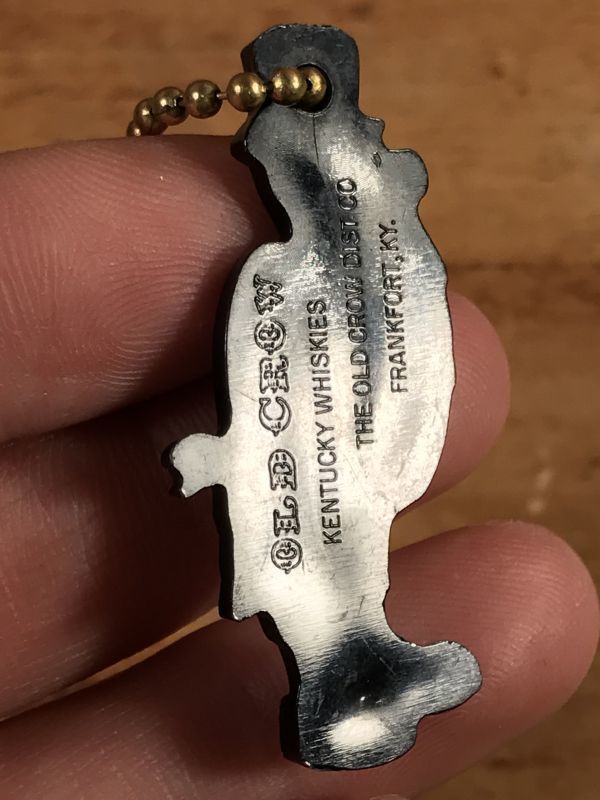 OLD CROW
KENTUCKY WHISKIES
THE OLD CROW DIST CO
FRANKFORT, KY.